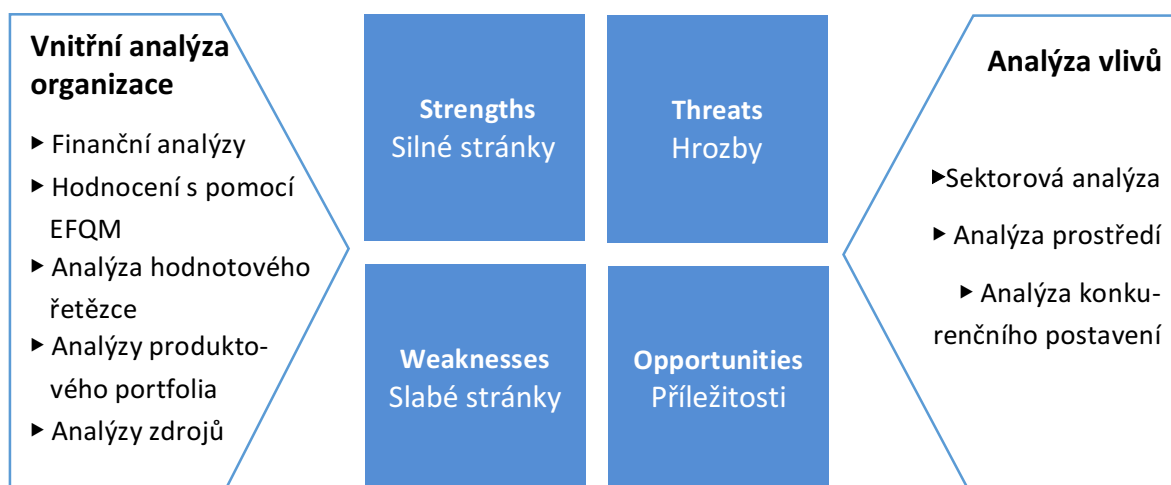 Vnitřní analýza
organizace
▶ Finanční analýzy
▶ Hodnocení s pomocí
EFQM
▶ Analýza hodnotového
řetězce
▶ Analýzy produkto-
vého portfolia
▶ Analýzy zdrojů
Strengths
Silné stránky
Threats
Hrozby
Weaknesses
Slabé stránky
Opportunities
Příležitosti
Analýza vlivů
▶Sektorová analýza
▶ Analýza prostředí
▶ Analýza konku-
renčního postavení